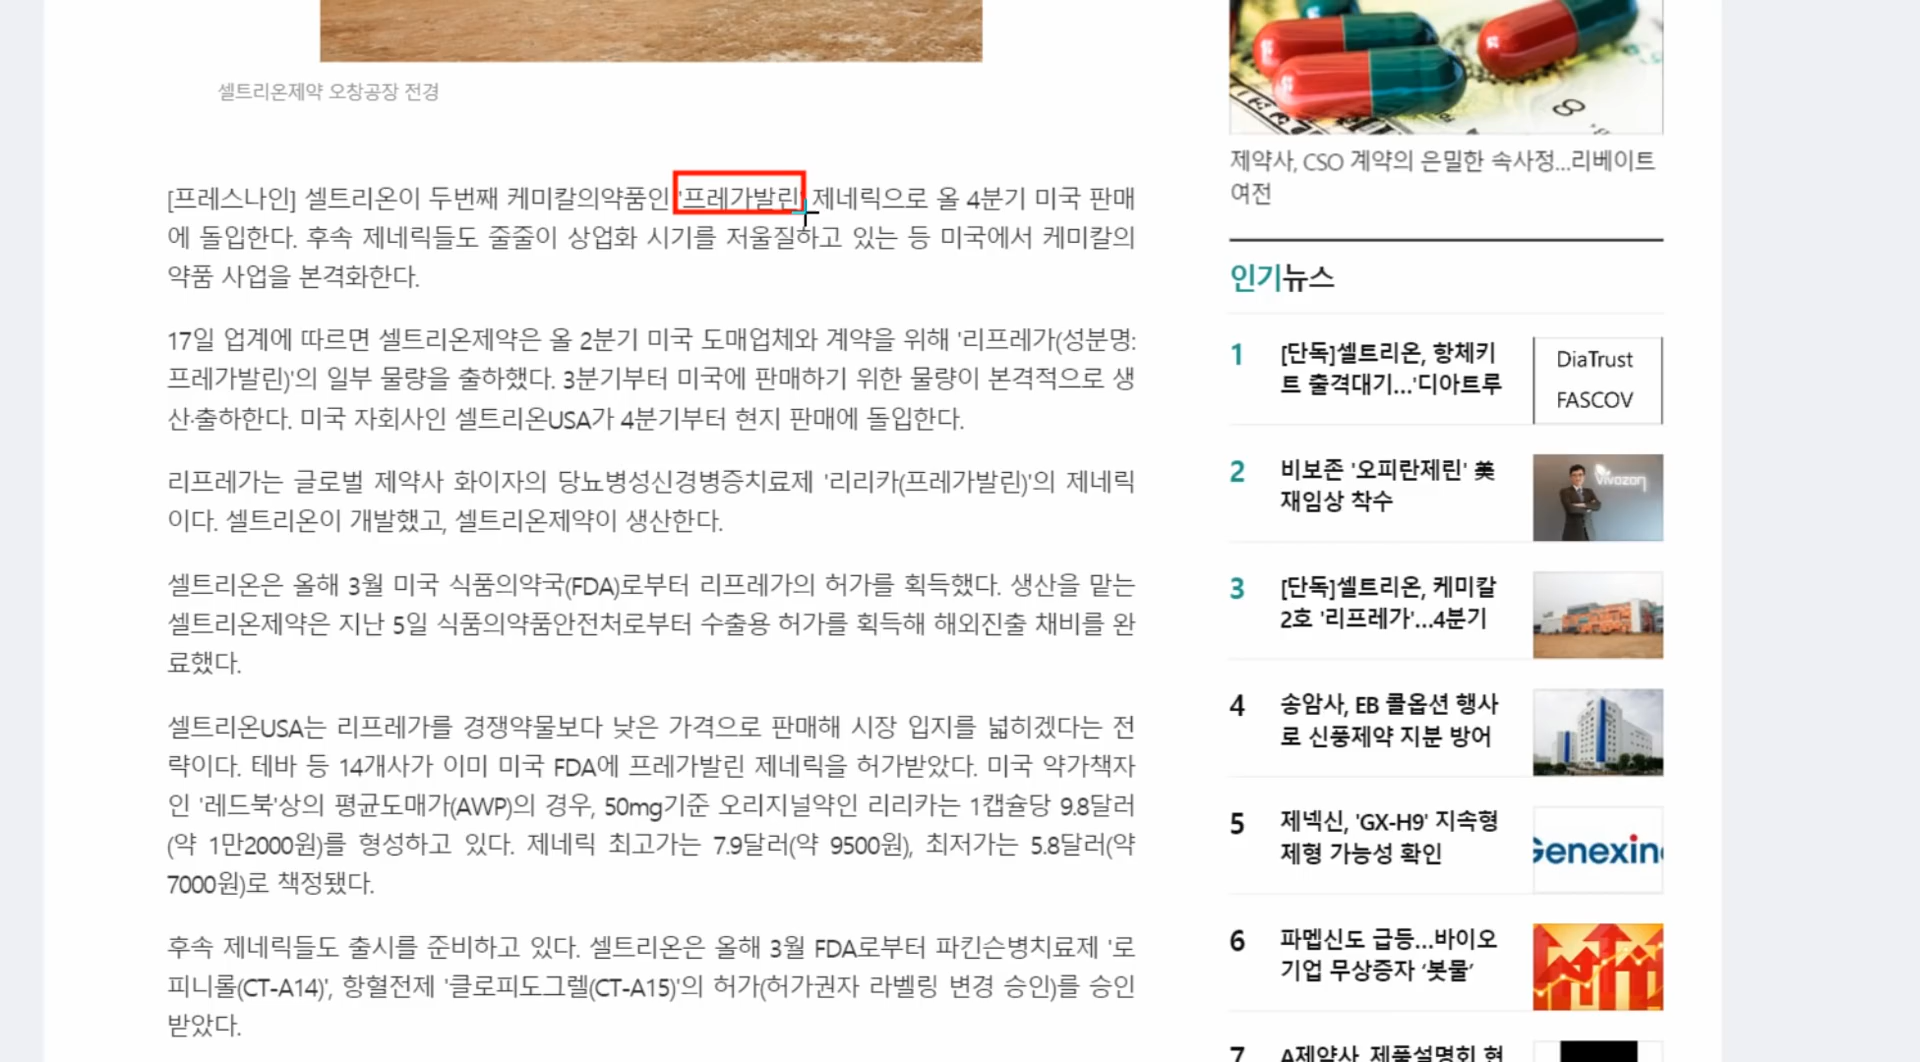 셀트리온제약 오창공장 전경
[프레스나인] 셀트리온이 두번째 케미칼의약품인 '프레가발린' 제네릭으로 올 4분기 미국 판매
에 돌입한다. 후속 제네릭들도 줄줄이 상업화 시기를 저울질하고 있는 등 미국에서 케미칼의
약품 사업을 본격화한다.
17일 업계에 따르면 셀트리온제약은 올 2분기 미국 도매업체와 계약을 위해 '리프레가(성분명:
프레가발린)'의 일부 물량을 출하했다. 3분기부터 미국에 판매하기 위한 물량이 본격적으로 생
산·출하한다. 미국 자회사인 셀트리온USA가 4분기부터 현지 판매에 돌입한다.
리프레가는 글로벌 제약사 화이자의 당뇨병성신경병증치료제 '리리카(프레가발린)'의 제네릭
이다. 셀트리온이 개발했고, 셀트리온제약이 생산한다.
셀트리온은 올해 3월 미국 식품의약국(FDA)로부터 리프레가의 허가를 획득했다. 생산을 맡는
셀트리온제약은 지난 5일 식품의약품안전처로부터 수출용 허가를 획득해 해외진출 채비를 완
료했다.
셀트리온USA는 리프레가를 경쟁약물보다 낮은 가격으로 판매해 시장 입지를 넓히겠다는 전
략이다. 테바 등 14개사가 이미 미국 FDA에 프레가발린 제네릭을 허가받았다. 미국 약가책자
인 '레드북'상의 평균도매가(AWP)의 경우, 50mg기준 오리지널약인 리리카는 1캡슐당 9.8달러
(약 1만2000원)를 형성하고 있다. 제네릭 최고가는 7.9달러(약 9500원), 최저가는 5.8달러(약
7000원)로 책정됐다.
후속 제네릭들도 출시를 준비하고 있다. 셀트리온은 올해 3월 FDA로부터 파킨슨병치료제 '로
피니롤(CT-A14)', 항혈전제 '클로피도그렐(CT-A15)'의 허가(허가권자 라벨링 변경 승인)를 승인
받았다.
제약사, CSO 계약의 은밀한 속사정...리베이트
여전
인기뉴스
1 [단독]셀트리온, 항체키
트 출격대기...'디아트루
DiaTrust
FASCOV
2 비보존 '오피란제린' 美
재임상 착수
Vivozon
3 [단독]셀트리온, 케미칼
2호 '리프레가'...4분기
4 송암사, EB 콜옵션 행사
로 신풍제약 지분 방어
5 제넥신, 'GX-H9' 지속형
제형 가능성 확인
Genexin
6 파멥신도 급등...바이오
기업 무상증자 ‘봇물’
7 A제약사, 제품설명회 현